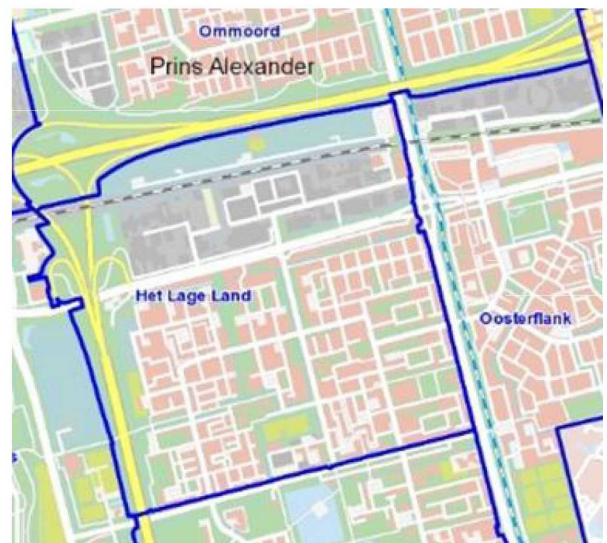 Ommoord
Prins Alexander
Het Lage Land
Oosterflank
s